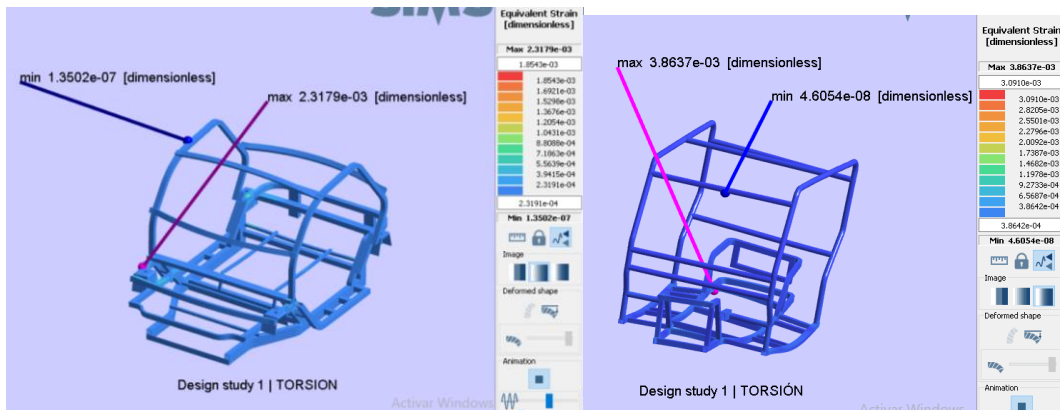 Equivalent Strain
[dimensionless]
Max 2.3179e-03
1.8543e-03
1.8543e-03
1.6921e-03
1.5298e-03
1.3676e-03
1.2054e-03
1.0431e-03
8.8088e-04
7.1863e-04
5.5639e-04
3.9415e-04
2.3191e-04
2.3191e-04
Min 1.3502e-07
Image
Deformed shape
Animation
min 1.3502e-07 [dimensionless]
max 2.3179e-03 [dimensionless]
Design study 1 | TORSION
Activar Windows
Equivalent Strain
[dimensionless]
Max 3.8637e-03
3.0910e-03
3.0910e-03
2.8205e-03
2.5501e-03
2.2796e-03
2.0092e-03
1.7387e-03
1.4682e-03
1.1978e-03
9.2733e-04
6.5687e-04
3.8642e-04
3.8642e-04
Min 4.6054e-08
Image
Deformed shape
Animation
max 3.8637e-03 [dimensionless]
min 4.6054e-08 [dimensionless]
Design study 1 | TORSIÓN
Activar Windows